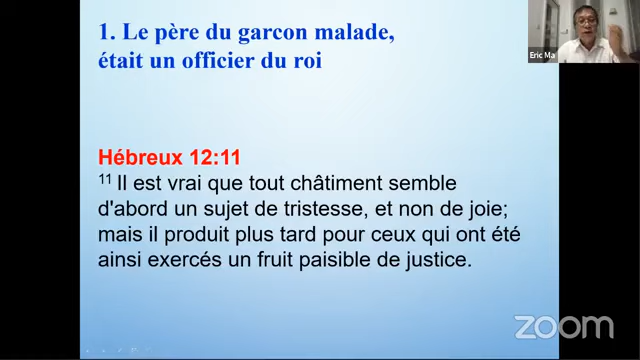 1. Le père du garcon malade,
était un officier du roi
Eric Ma
Hébreux 12:11
11 Il est vrai que tout châtiment semble
d'abord un sujet de tristesse, et non de joie;
mais il produit plus tard pour ceux qui ont été
ainsi exercés un fruit paisible de justice.
zoom